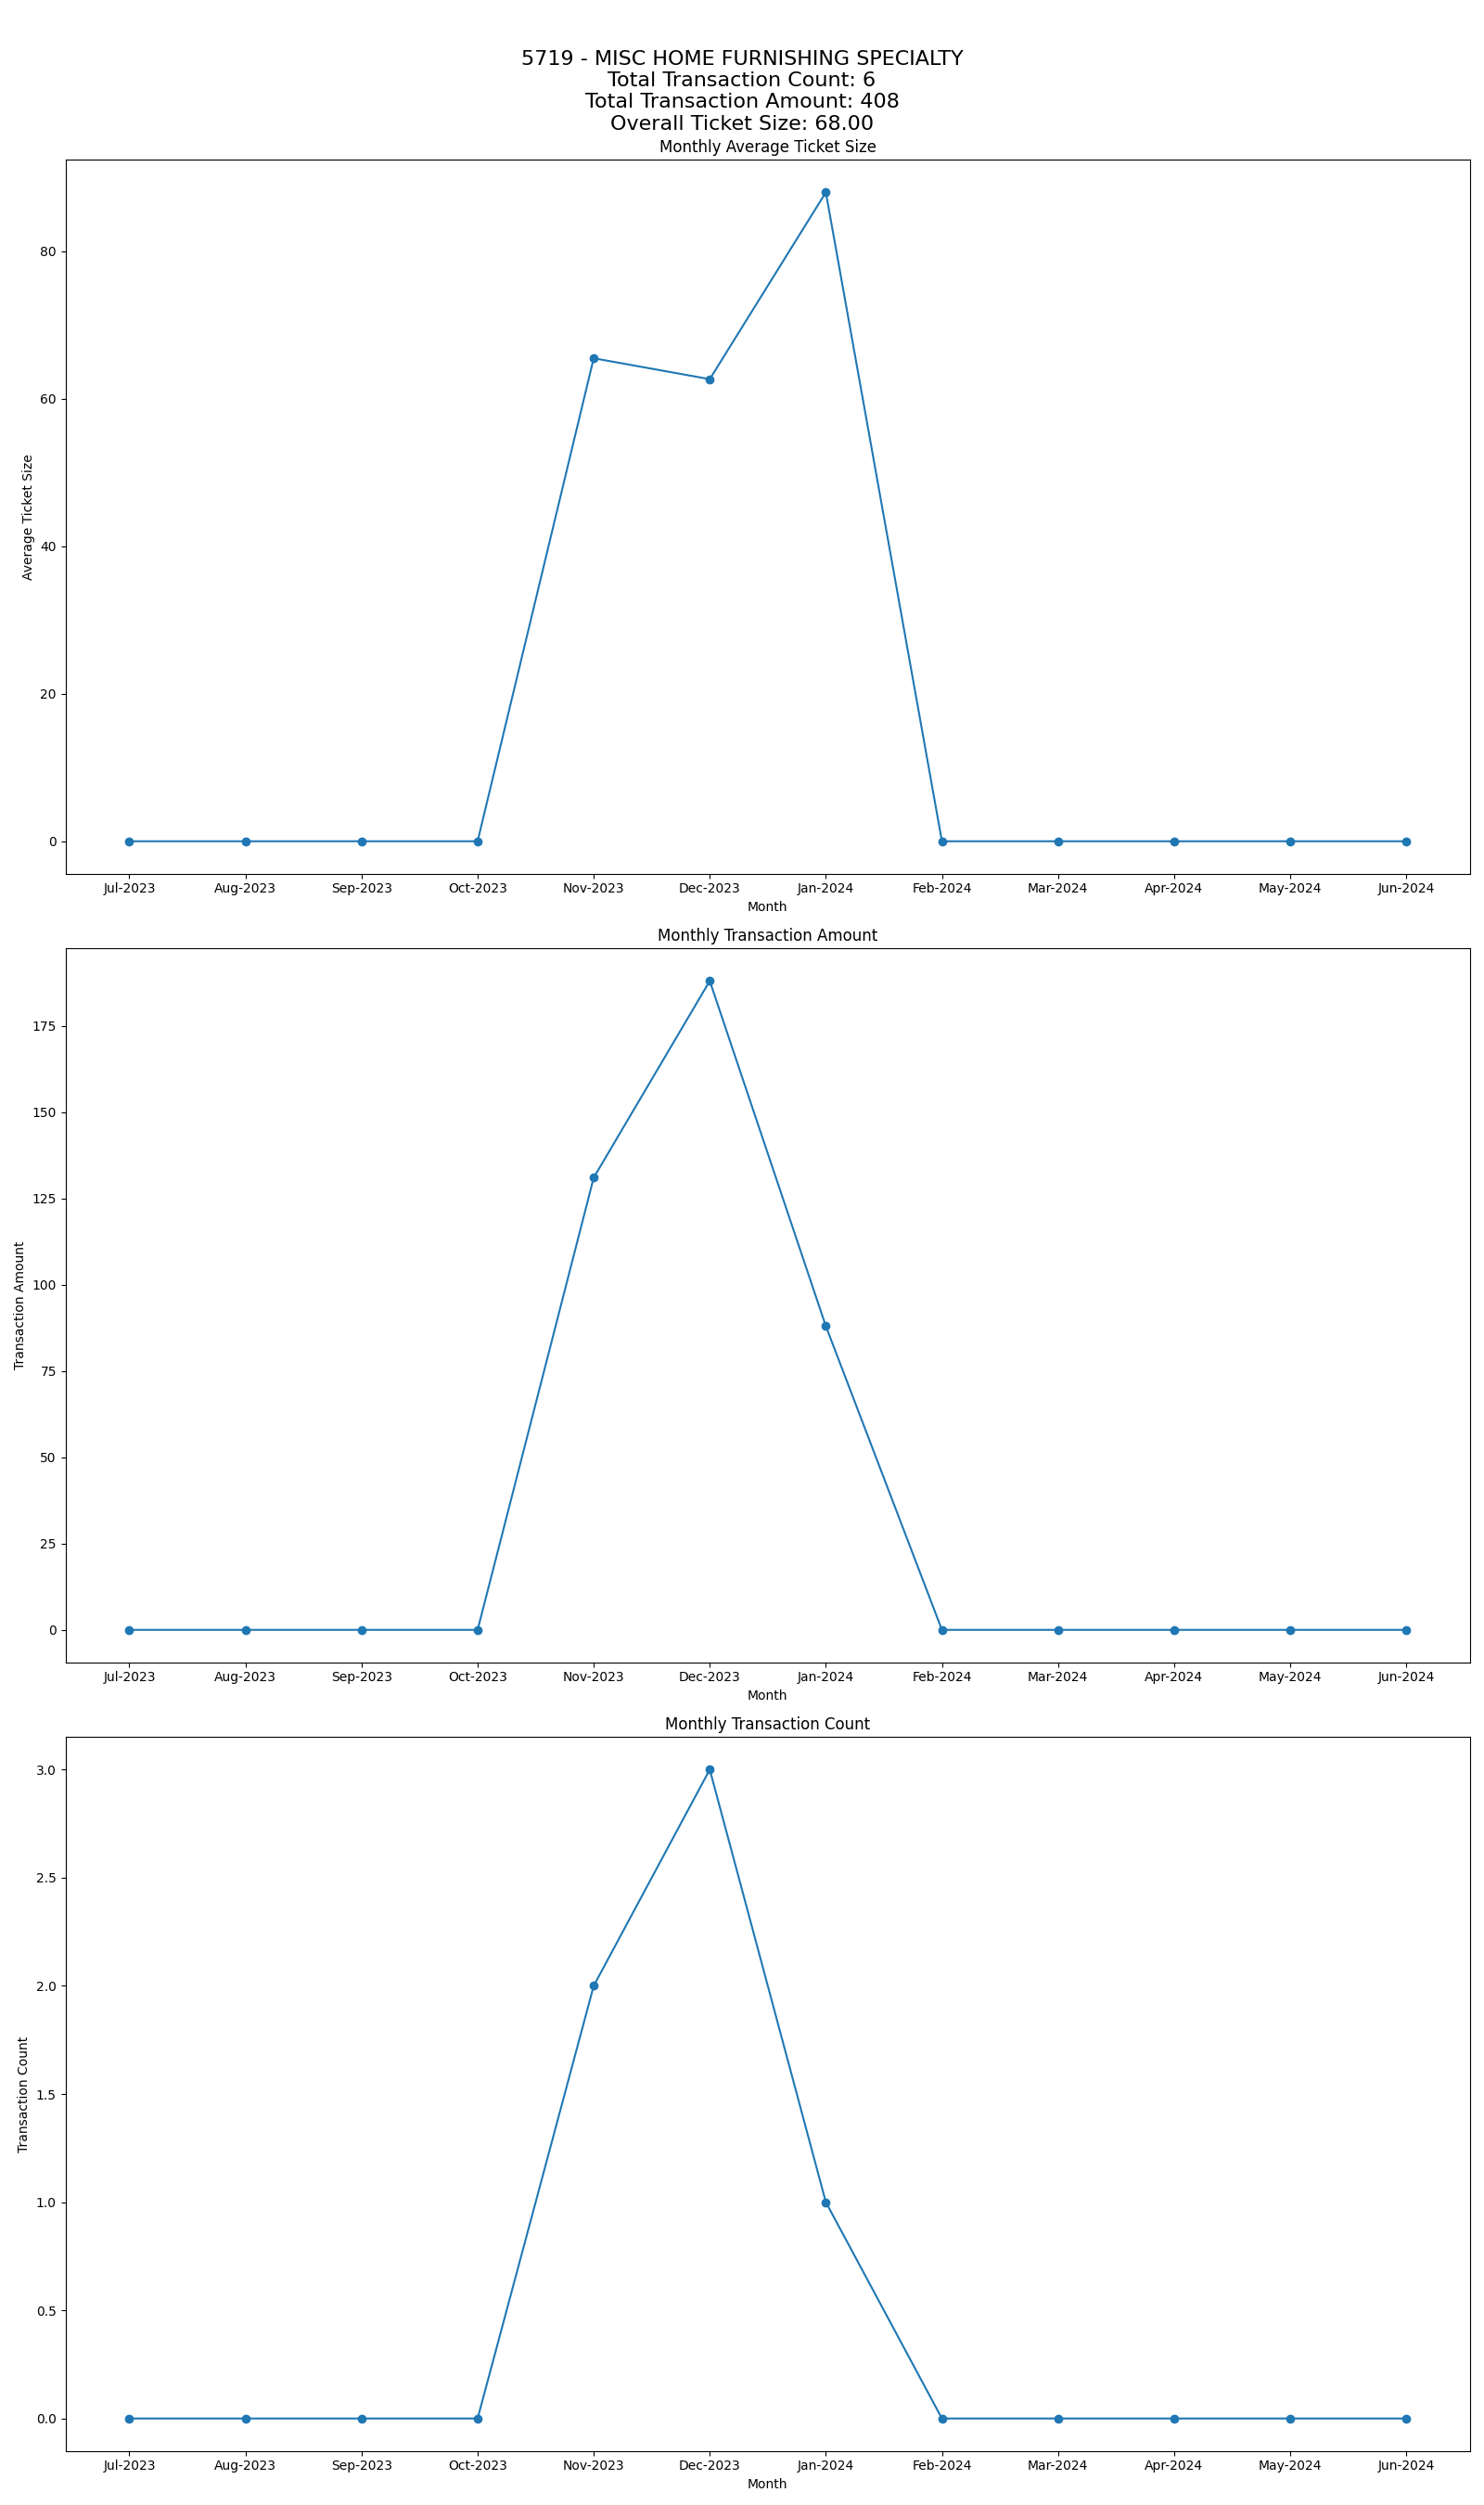 5719 - MISC HOME FURNISHING SPECIALTY
Total Transaction Count: 6
Total Transaction Amount: 408
Overall Ticket Size: 68.00
Monthly Average Ticket Size
Average Ticket Size
80
60
40
20
0
Jul-2023 Aug-2023 Sep-2023 Oct-2023 Nov-2023 Dec-2023 Jan-2024 Feb-2024 Mar-2024 Apr-2024 May-2024 Jun-2024
Month
Monthly Transaction Amount
Transaction Amount
175
150
125
100
75
50
25
0
Jul-2023 Aug-2023 Sep-2023 Oct-2023 Nov-2023 Dec-2023 Jan-2024 Feb-2024 Mar-2024 Apr-2024 May-2024 Jun-2024
Month
Monthly Transaction Count
Transaction Count
3.0
2.5
2.0
1.5
1.0
0.5
0.0
Jul-2023 Aug-2023 Sep-2023 Oct-2023 Nov-2023 Dec-2023 Jan-2024 Feb-2024 Mar-2024 Apr-2024 May-2024 Jun-2024
Month